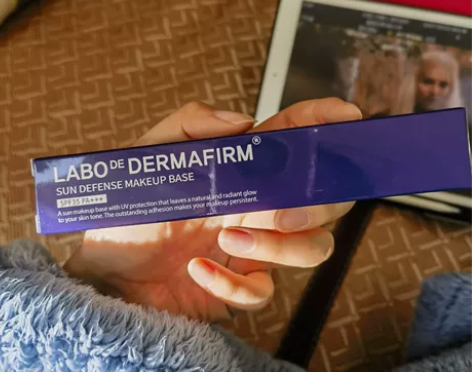 LABO DE DERMAFIRM®
SUN DEFENSE MAKEUP BASE
SPF35 PA+++
A sun makeup base with UV protection that leaves a natural and radiant glow
to your skin tone. The outstanding adhesion makes your makeup persistent.